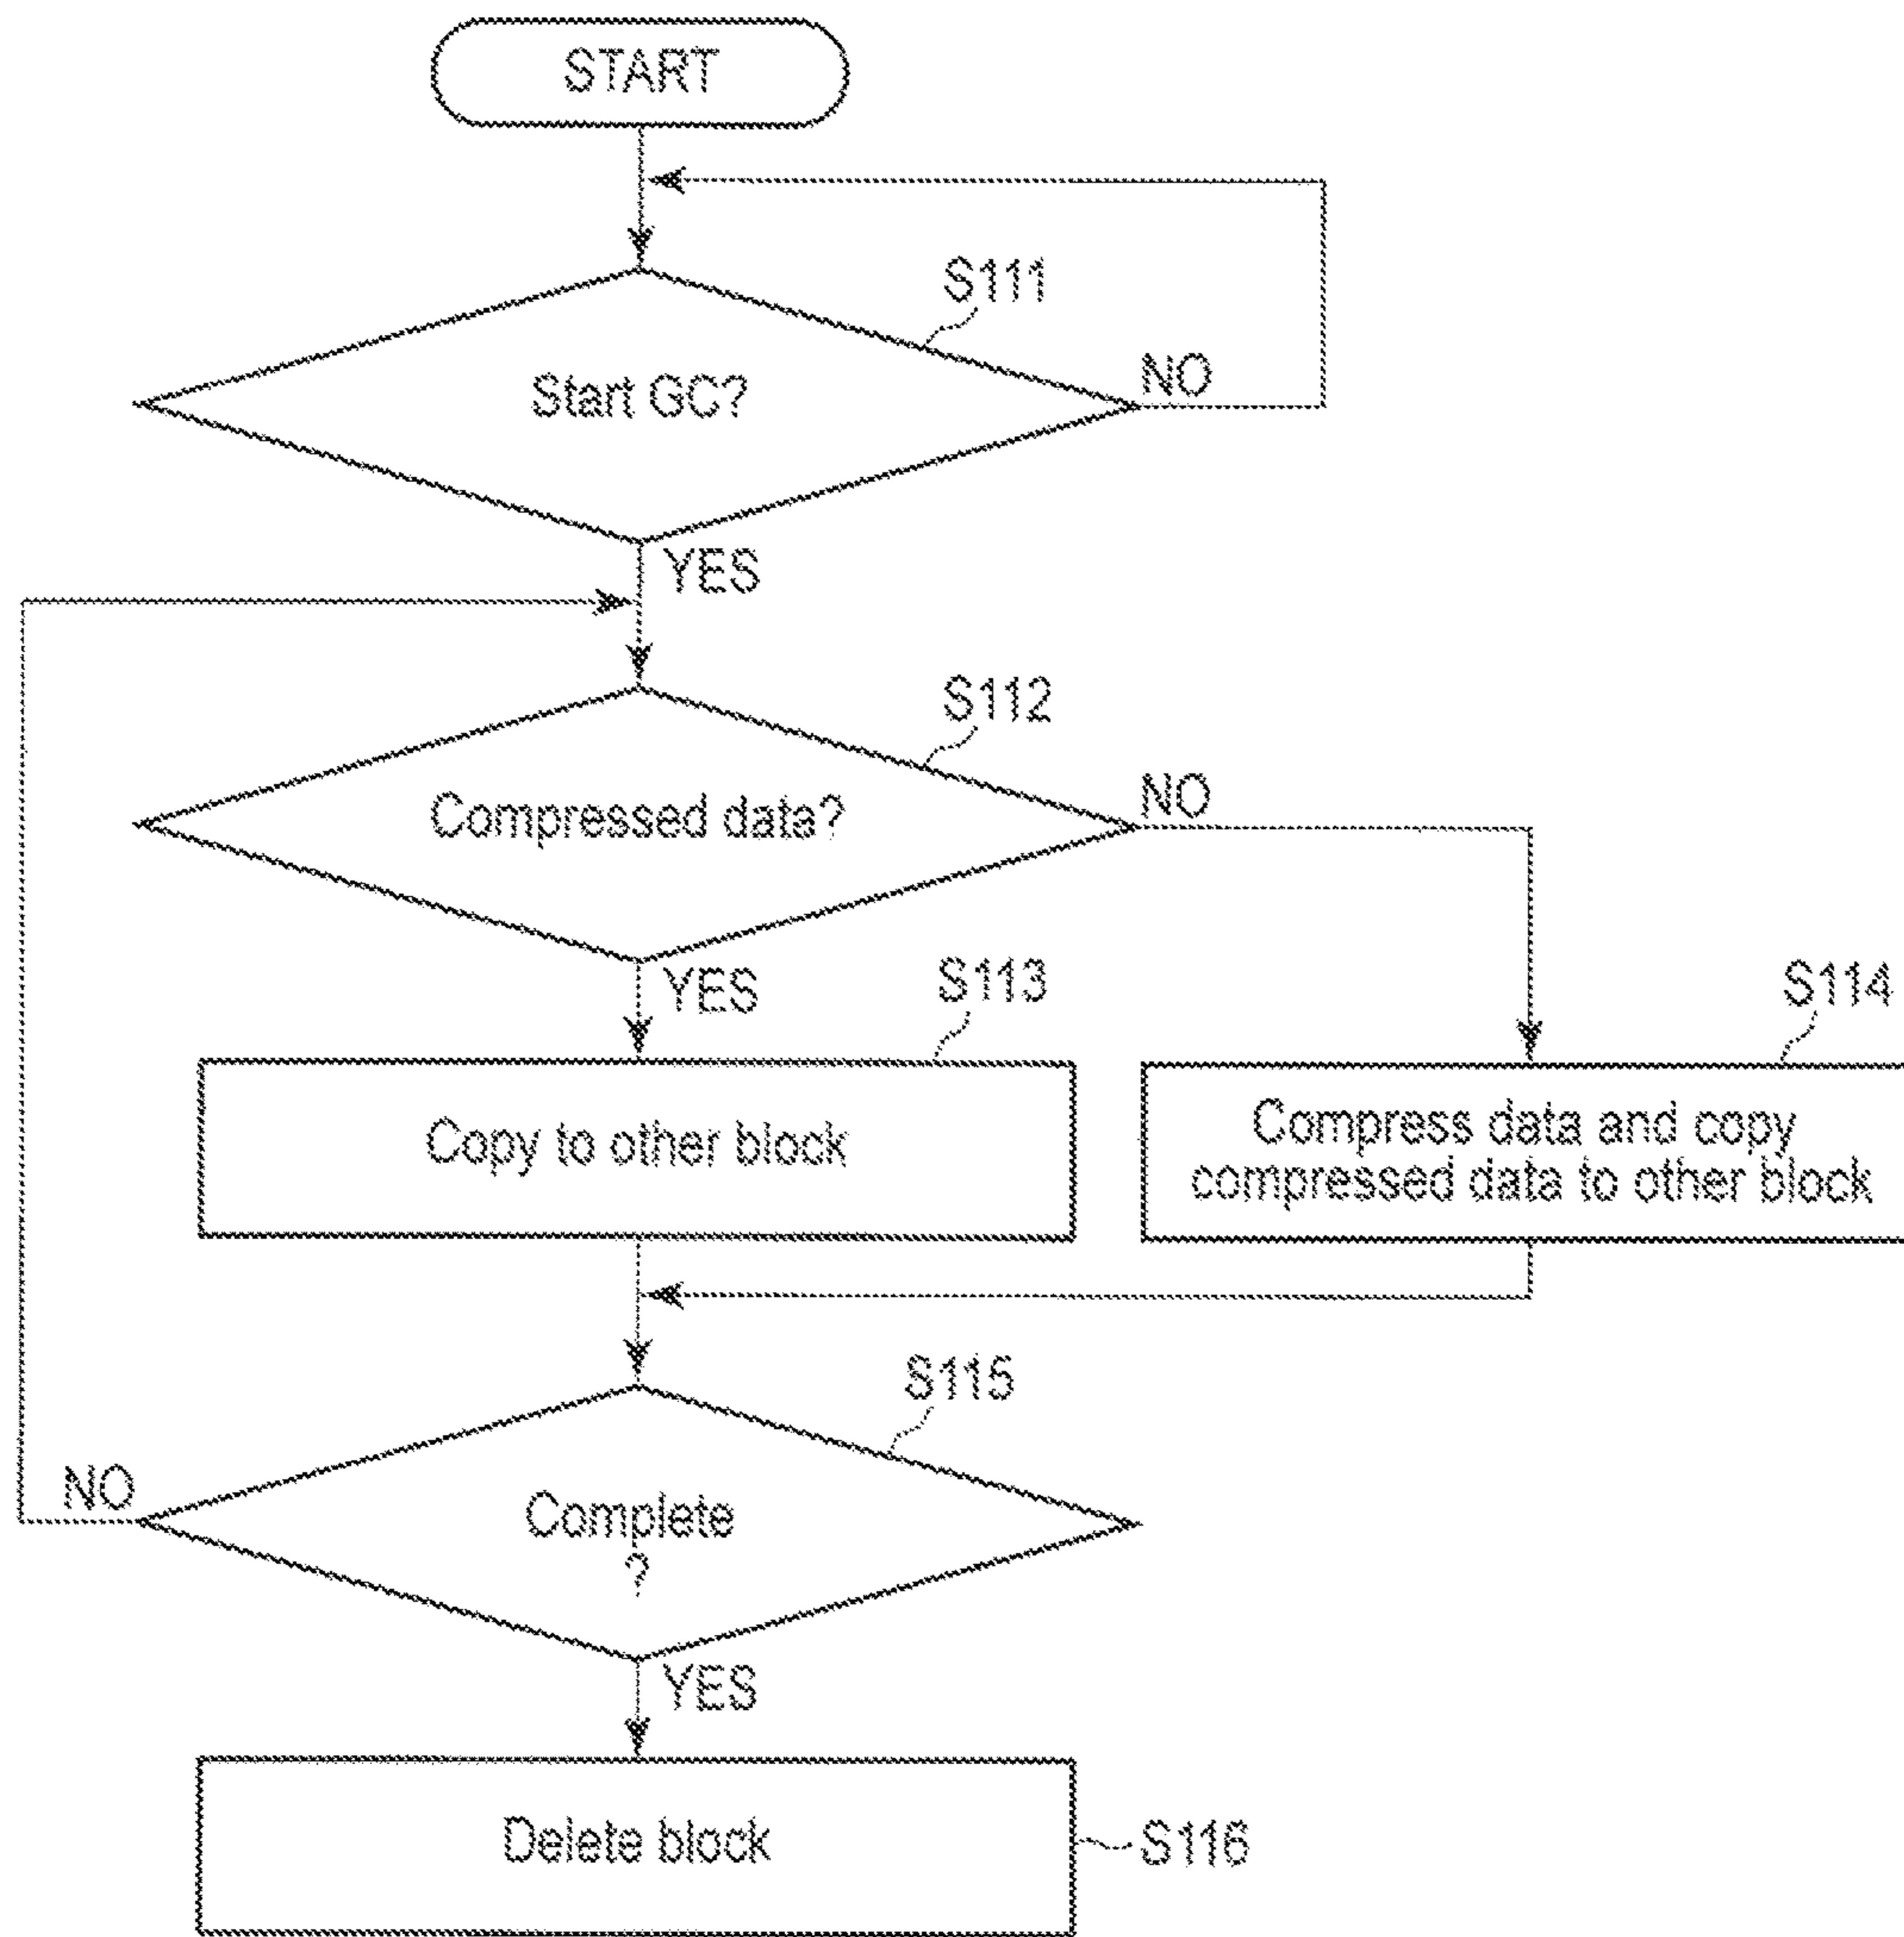 START
S111
Start GC?
NO
YES
S112
Compressed data?
NO
YES
S113
S114
Copy to other block
Compress data and copy
compressed data to other block
S115
NO
Complete
?
YES
Delete block
S116